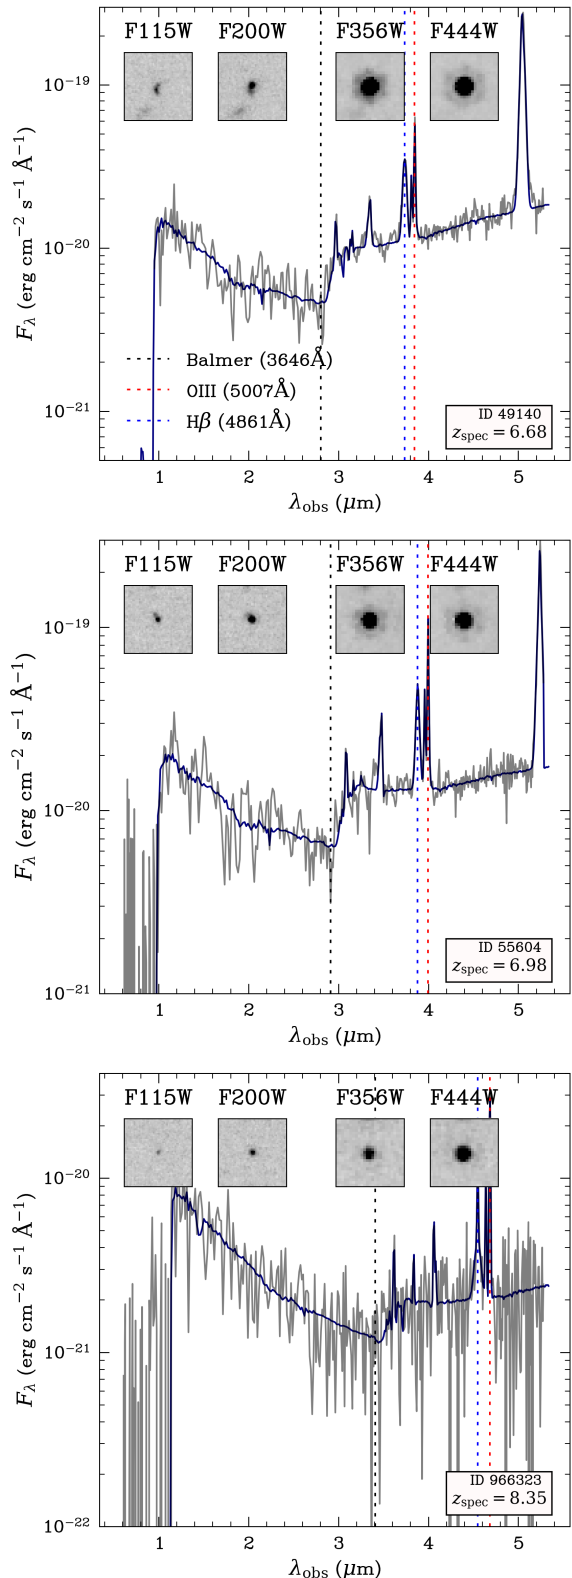 F115W F200W F356W F444W
10⁻¹⁹
10⁻²⁰
10⁻²¹
F_λ (erg cm⁻² s⁻¹ Å⁻¹)
Balmer (3646Å)
OIII (5007Å)
Hβ (4861Å)
ID 49140
z_spec = 6.68
1 2 3 4 5
λ_obs (μm)
F115W F200W F356W F444W
10⁻¹⁹
10⁻²⁰
10⁻²¹
F_λ (erg cm⁻² s⁻¹ Å⁻¹)
ID 55604
z_spec = 6.98
1 2 3 4 5
λ_obs (μm)
F115W F200W F356W F444W
10⁻²⁰
10⁻²¹
10⁻²²
F_λ (erg cm⁻² s⁻¹ Å⁻¹)
ID 966323
z_spec = 8.35
1 2 3 4 5
λ_obs (μm)